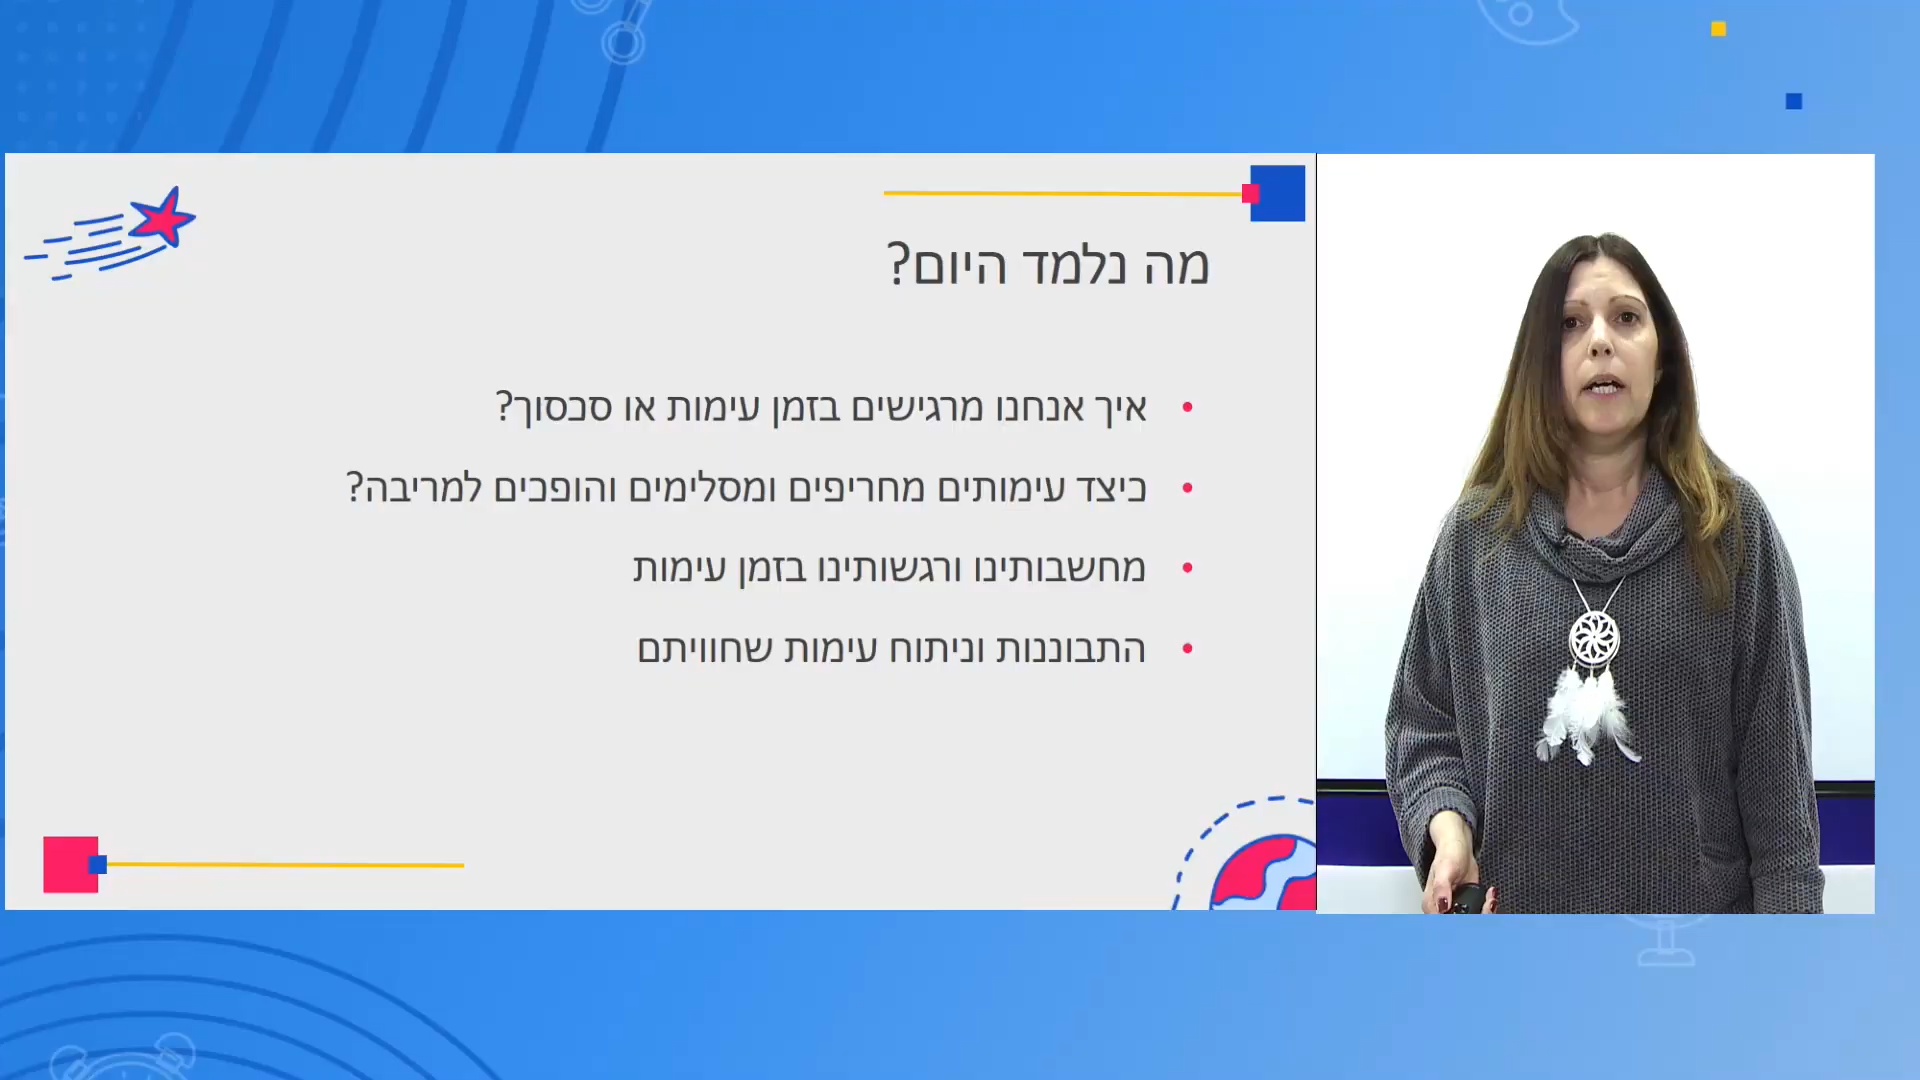 מה נלמד היום?
איך אנחנו מרגישים בזמן עימות או סכסוך?
כיצד עימותים מחריפים ומסלימים והופכים למריבה?
מחשבותינו ורגשותינו בזמן עימות
התבוננות וניתוח עימות שחוויתם